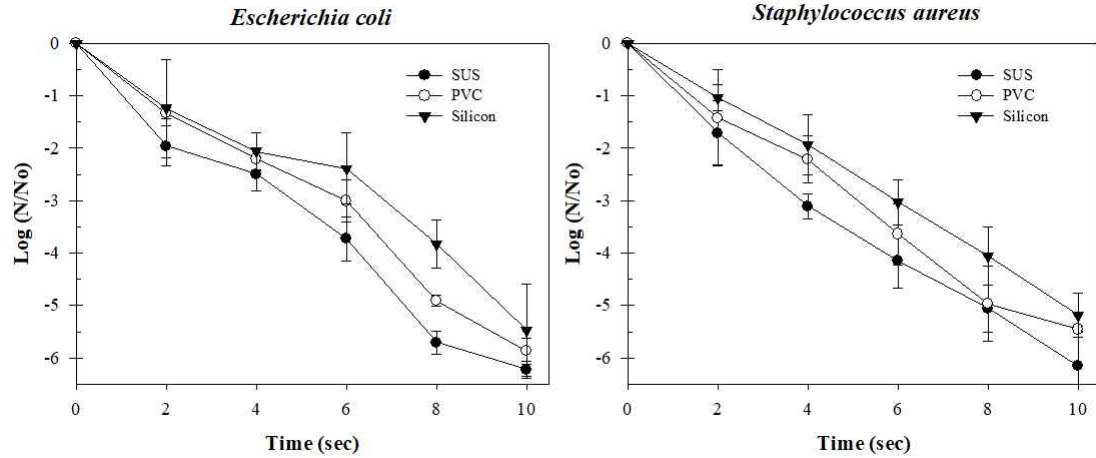 Escherichia coli
Log (N/No)
0
-1
-2
-3
-4
-5
-6
SUS
PVC
Silicon
0 2 4 6 8 10
Time (sec)
Staphylococcus aureus
Log (N/No)
0
-1
-2
-3
-4
-5
-6
SUS
PVC
Silicon
0 2 4 6 8 10
Time (sec)